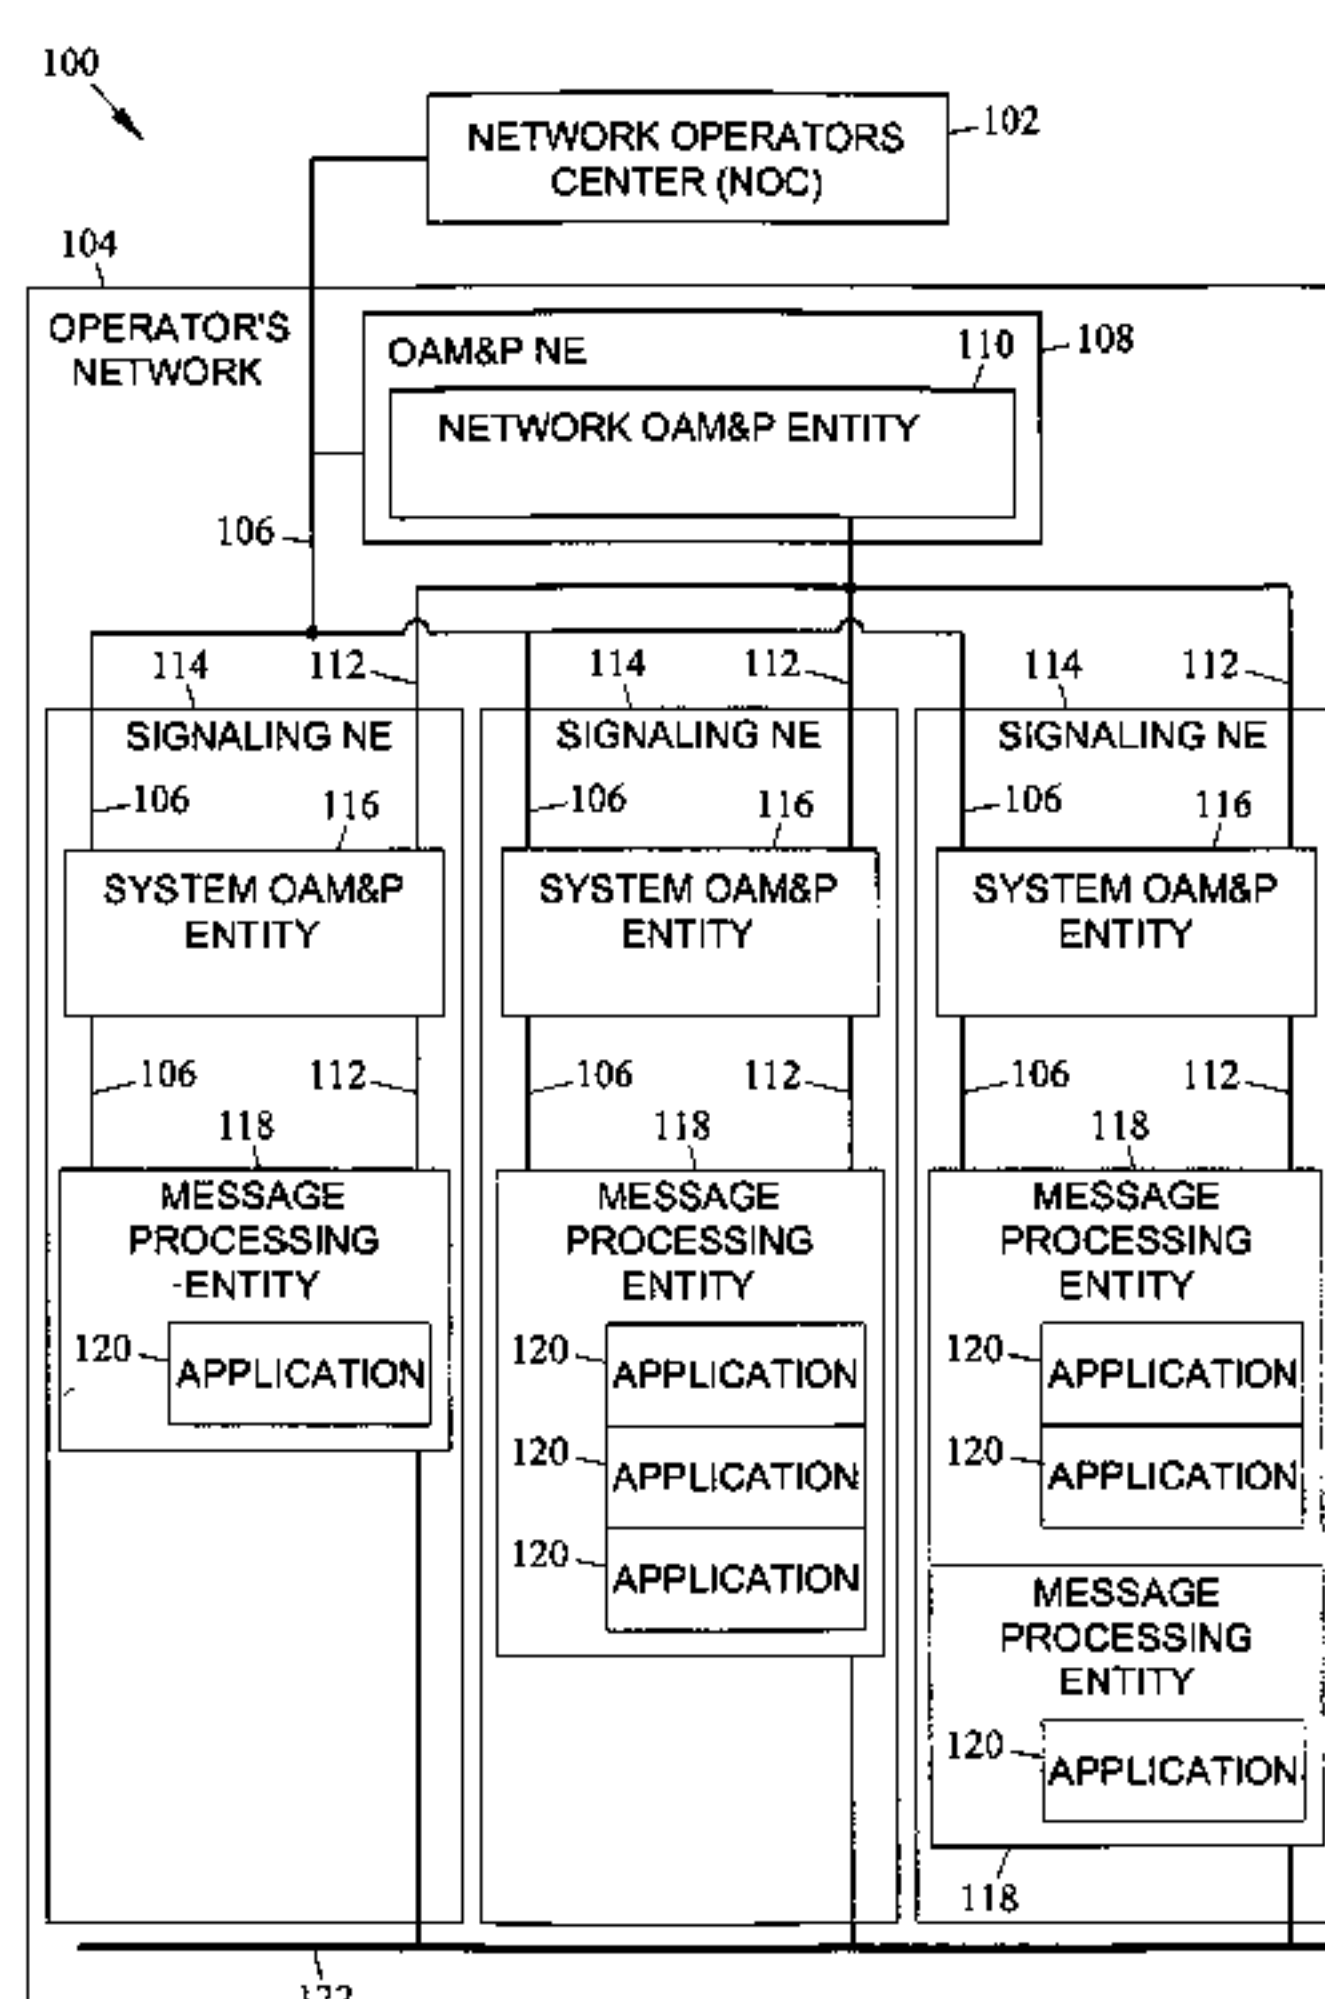 100
NETWORK OPERATORS
CENTER (NOC)
102
104
OPERATOR'S
NETWORK
OAM&P NE
110
108
NETWORK OAM&P ENTITY
106
114
112
114
112
114
112
SIGNALING NE
SIGNALING NE
SIGNALING NE
106
116
106
116
106
116
SYSTEM OAM&P
ENTITY
SYSTEM OAM&P
ENTITY
SYSTEM OAM&P
ENTITY
106
112
106
112
106
112
118
118
118
MESSAGE
PROCESSING
ENTITY
MESSAGE
PROCESSING
ENTITY
MESSAGE
PROCESSING
ENTITY
120
APPLICATION
120
APPLICATION
120
APPLICATION
120
APPLICATION
120
APPLICATION
120
APPLICATION
MESSAGE
PROCESSING
ENTITY
120
APPLICATION
118